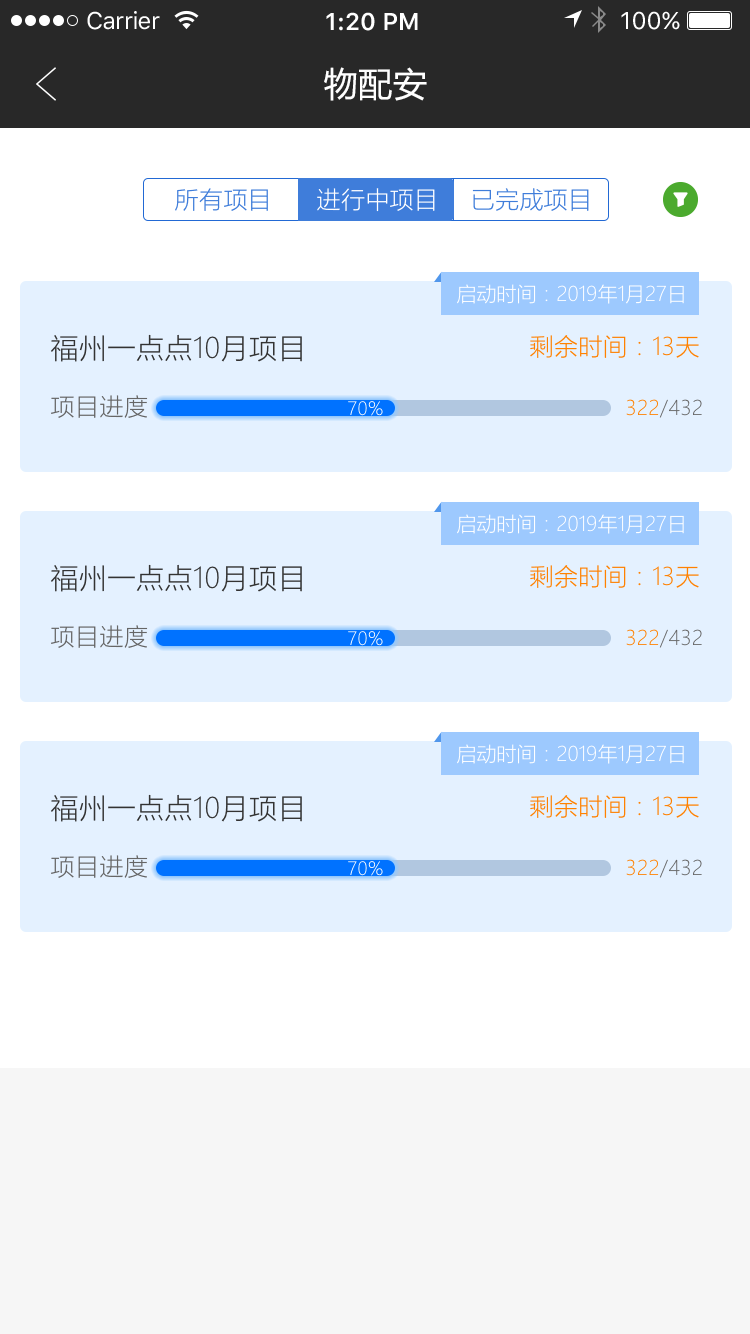 Carrier 1:20 PM 100%
物配安
所有项目 进行中项目 已完成项目
启动时间：2019年1月27日
福州一点点10月项目 剩余时间：13天
项目进度 70% 322/432
启动时间：2019年1月27日
福州一点点10月项目 剩余时间：13天
项目进度 70% 322/432
启动时间：2019年1月27日
福州一点点10月项目 剩余时间：13天
项目进度 70% 322/432